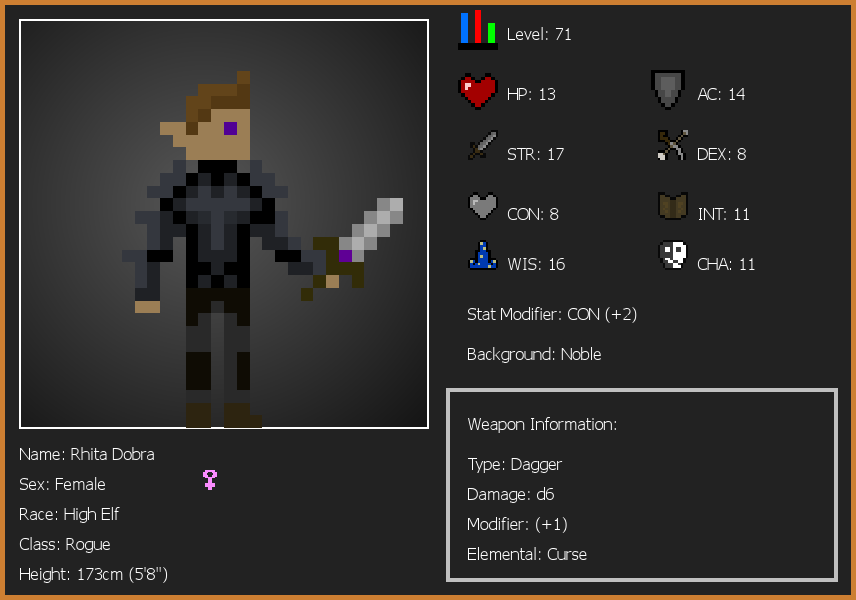 Level: 71
HP: 13
AC: 14
STR: 17
DEX: 8
CON: 8
INT: 11
WIS: 16
CHA: 11
Stat Modifier: CON (+2)
Background: Noble
Weapon Information:
Type: Dagger
Damage: d6
Modifier: (+1)
Elemental: Curse
Name: Rhita Dobra
Sex: Female
Race: High Elf
Class: Rogue
Height: 173cm (5'8")